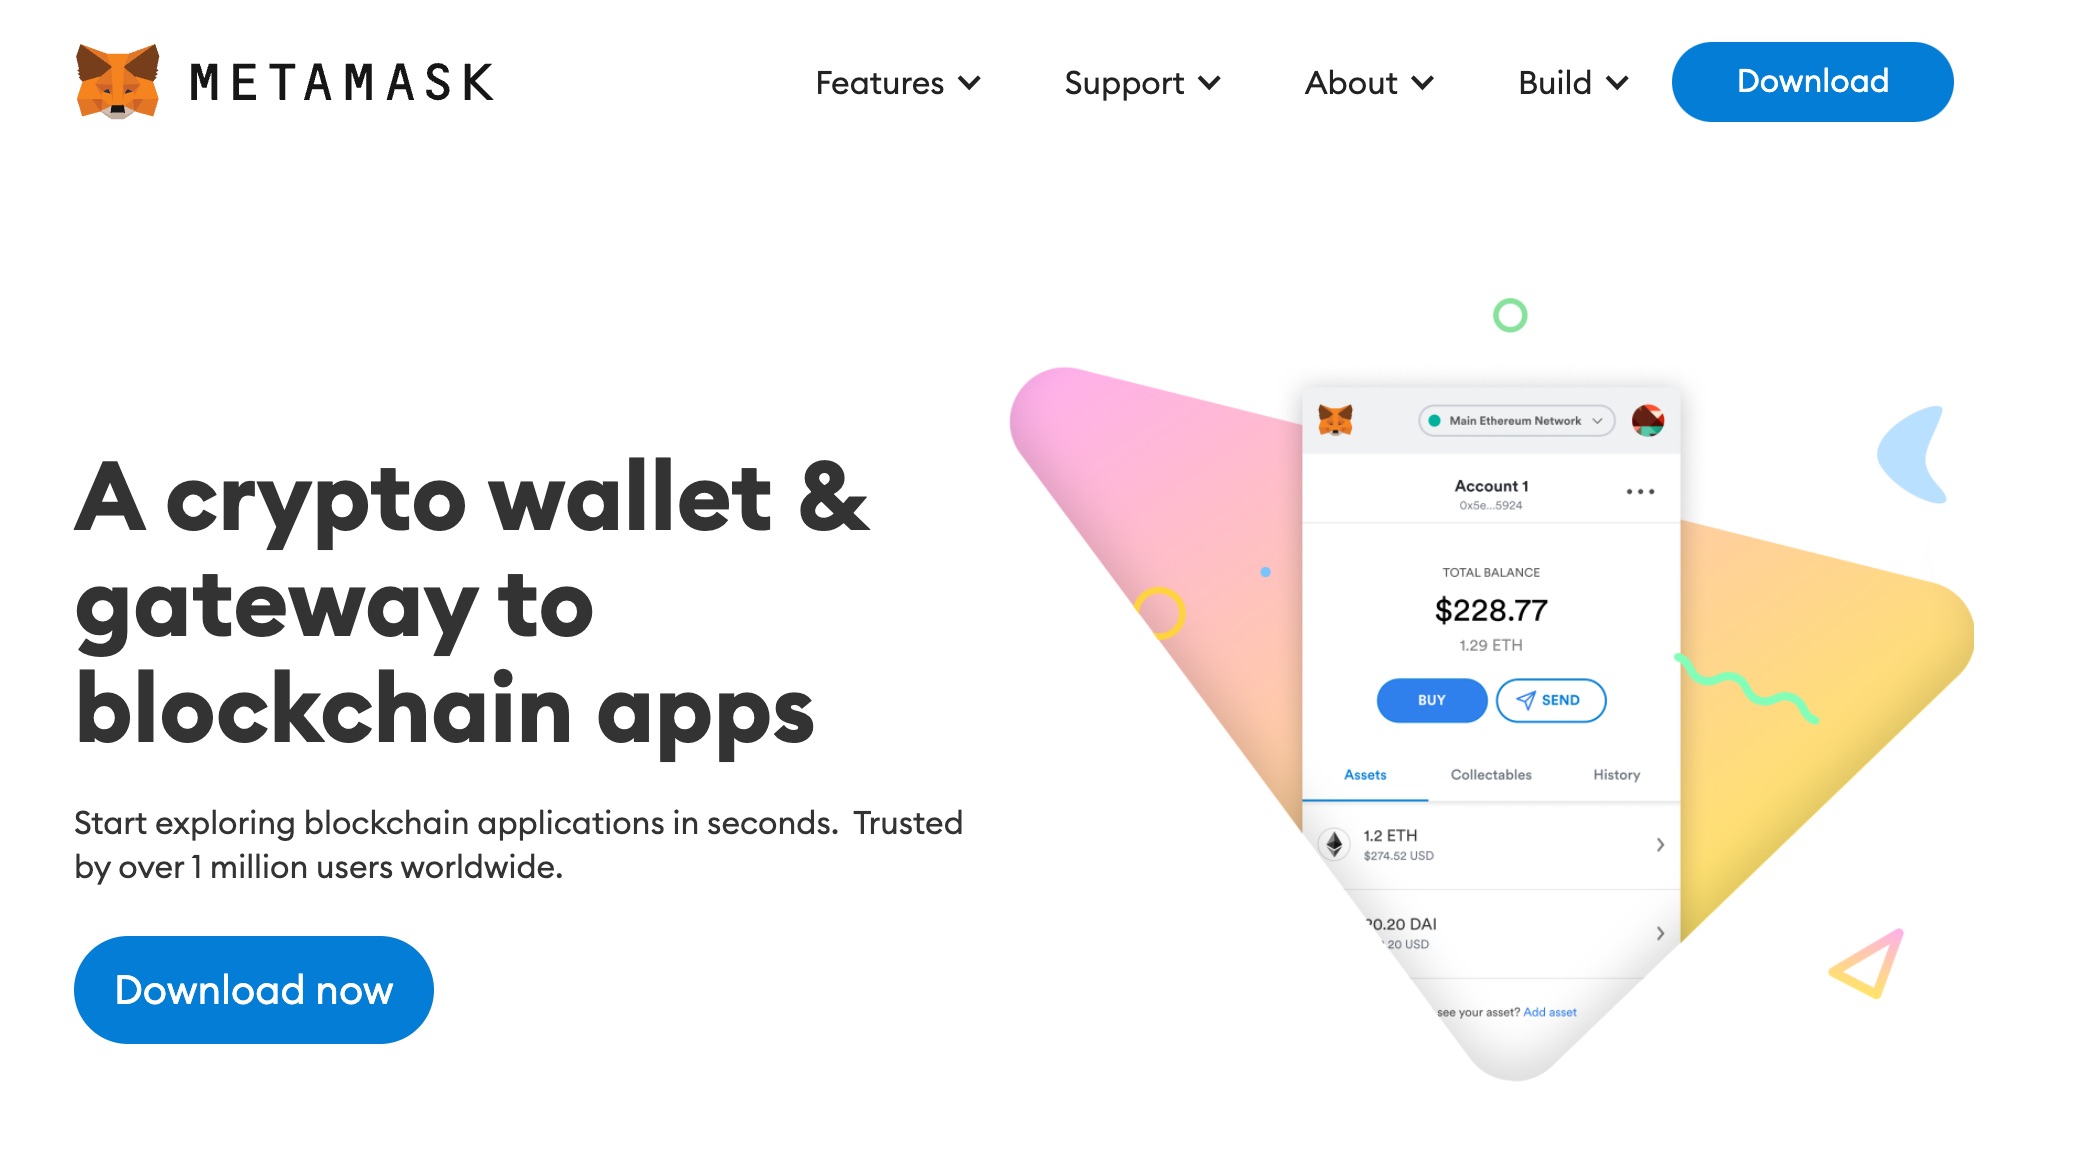 METAMASK
Features
Support
About
Build
Download
A crypto wallet &
gateway to
blockchain apps
Start exploring blockchain applications in seconds.  Trusted
by over 1 million users worldwide.
Download now
Main Ethereum Network
Account 1
0x5e...5924
TOTAL BALANCE
$228.77
1.29 ETH
BUY
SEND
Assets
Collectables
History
1.2 ETH
$274.52 USD
0.20 DAI
20 USD
see your asset? Add asset